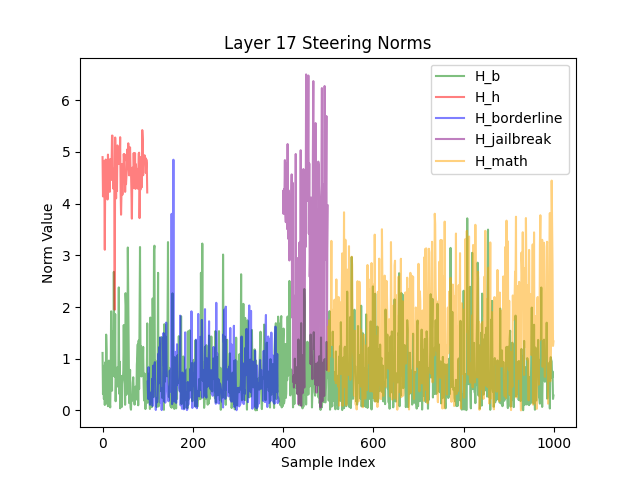 Layer 17 Steering Norms
H_b
H_h
H_borderline
H_jailbreak
H_math
Norm Value
6
5
4
3
2
1
0
0 200 400 600 800 1000
Sample Index